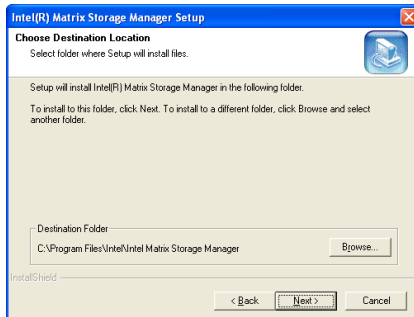 Intel(R) Matrix Storage Manager Setup
Choose Destination Location
Select folder where Setup will install files.
Setup will install Intel(R) Matrix Storage Manager in the following folder.
To install to this folder, click Next. To install to a different folder, click Browse and select
another folder.
Destination Folder
C:\Program Files\Intel\Intel Matrix Storage Manager
Browse...
InstallShield
< Back
Next >
Cancel